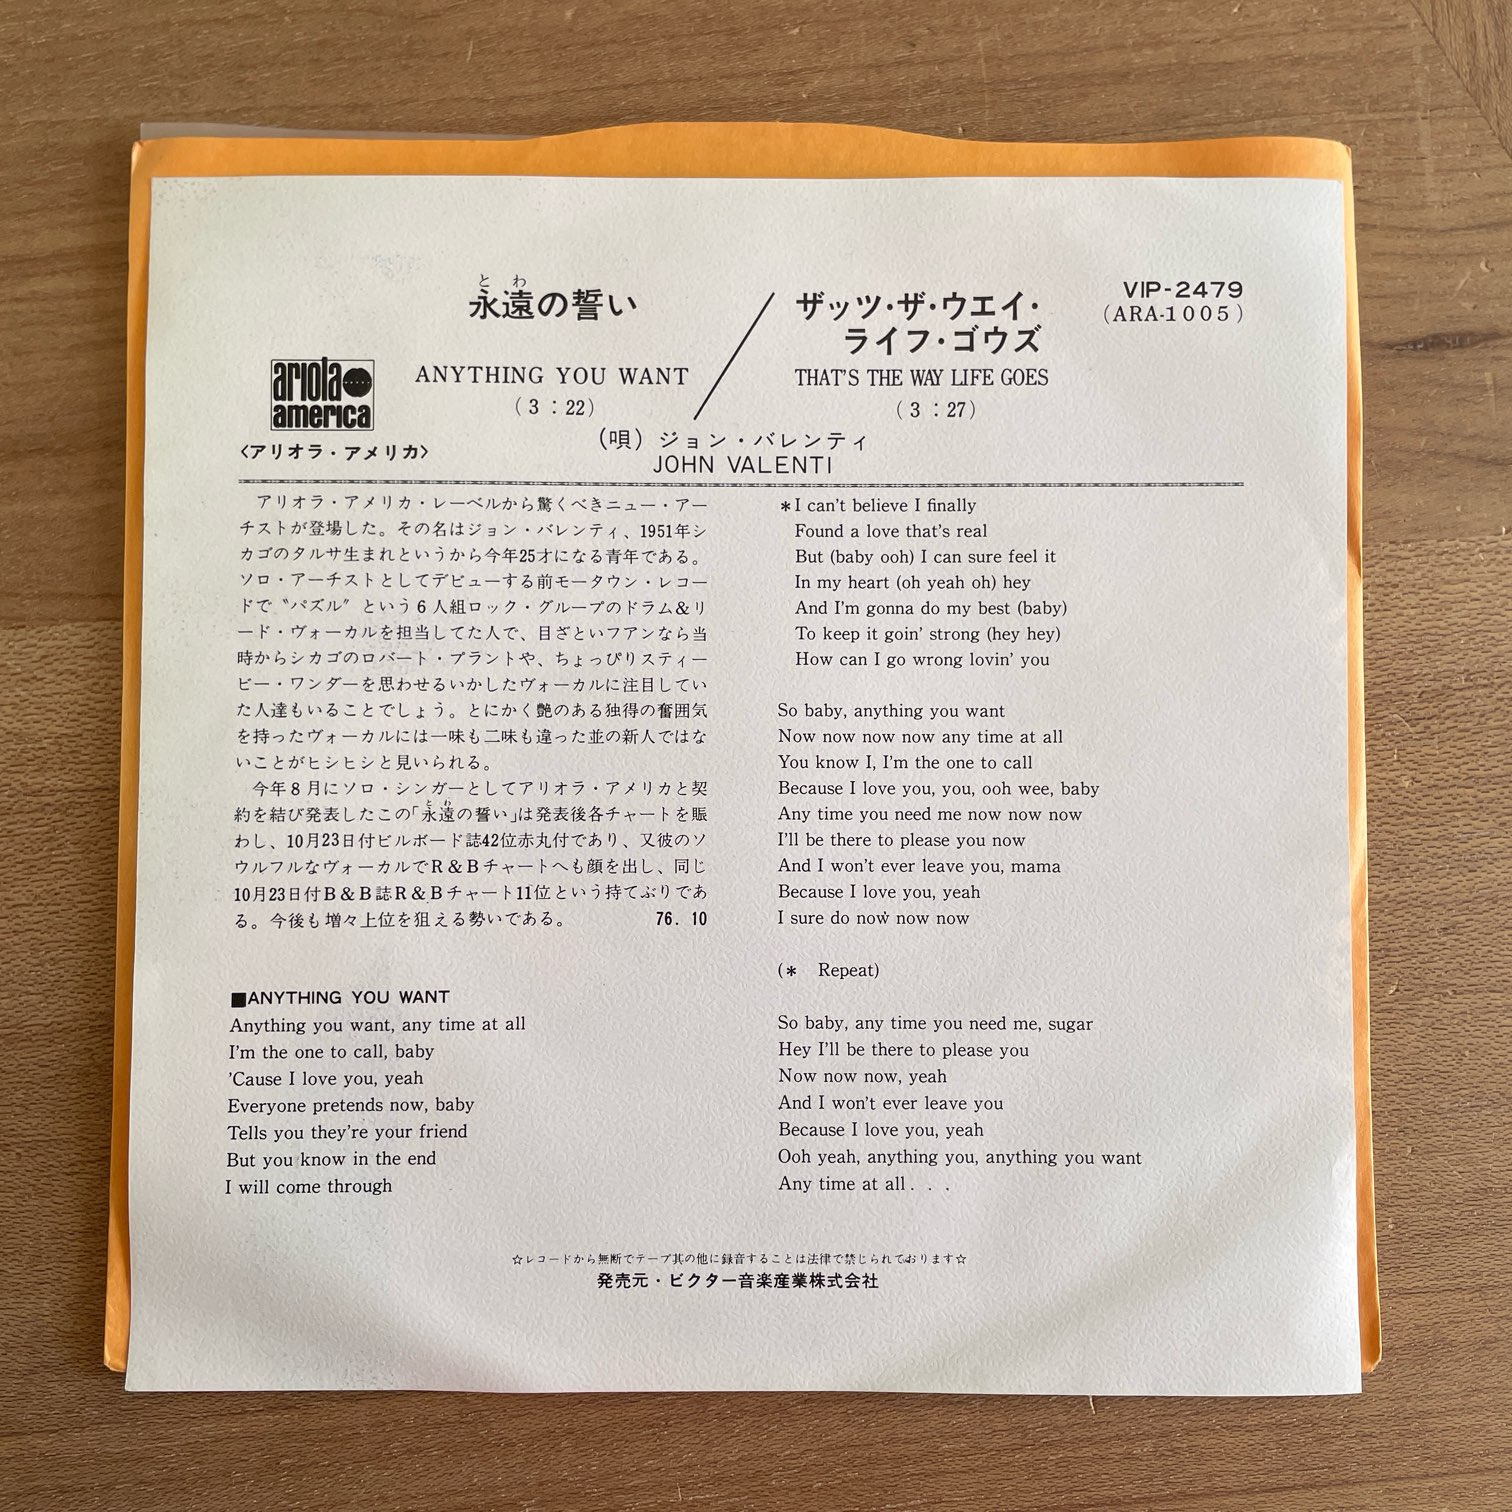 とわ
永遠の誓い
ANYTHING YOU WANT
(3：22)
ザッツ・ザ・ウエイ・
ライフ・ゴウズ
THAT'S THE WAY LIFE GOES
(3：27)
VIP-2479
(ARA-1005)
ariola
america
〈アリオラ・アメリカ〉
(唄) ジョン・バレンティ
JOHN VALENTI
アリオラ・アメリカ・レーベルから驚くべきニュー・アー
チストが登場した。その名はジョン・バレンティ、1951年シ
カゴのタルサ生まれというから今年25才になる青年である。
ソロ・アーチストとしてデビューする前モータウン・レコー
ドで〝パズル〟という6人組ロック・グループのドラム＆リ
ード・ヴォーカルを担当してた人で、目ざといフアンなら当
時からシカゴのロバート・プラントや、ちょっぴりスティー
ビー・ワンダーを思わせるいかしたヴォーカルに注目してい
た人達もいることでしょう。とにかく艶のある独得の奮囲気
を持ったヴォーカルには一味も二味も違った並の新人ではな
いことがヒシヒシと見いられる。
今年8月にソロ・シンガーとしてアリオラ・アメリカと契
とわ
約を結び発表したこの「永遠の誓い」は発表後各チャートを賑
わし、10月23日付ビルボード誌42位赤丸付であり、又彼のソ
ウルフルなヴォーカルでR＆Bチャートへも顔を出し、同じ
10月23日付B＆B誌R＆Bチャート11位という持てぶりであ
る。今後も増々上位を狙える勢いである。 76. 10
■ANYTHING YOU WANT
Anything you want, any time at all
I'm the one to call, baby
'Cause I love you, yeah
Everyone pretends now, baby
Tells you they're your friend
But you know in the end
I will come through
＊I can't believe I finally
Found a love that's real
But (baby ooh) I can sure feel it
In my heart (oh yeah oh) hey
And I'm gonna do my best (baby)
To keep it goin' strong (hey hey)
How can I go wrong lovin' you
So baby, anything you want
Now now now now any time at all
You know I, I'm the one to call
Because I love you, you, ooh wee, baby
Any time you need me now now now
I'll be there to please you now
And I won't ever leave you, mama
Because I love you, yeah
I sure do now now now
(＊ Repeat)
So baby, any time you need me, sugar
Hey I'll be there to please you
Now now now, yeah
And I won't ever leave you
Because I love you, yeah
Ooh yeah, anything you, anything you want
Any time at all . . .
☆レコードから無断でテープ其の他に録音することは法律で禁じられております☆
発売元・ビクター音楽産業株式会社